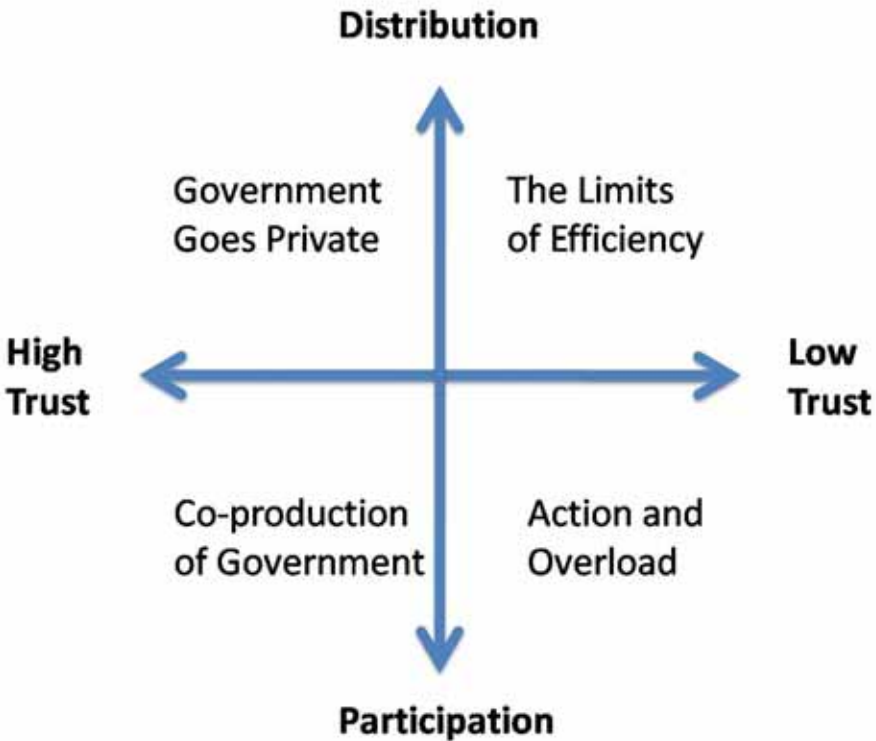 Distribution
Government
Goes Private
The Limits
of Efficiency
High
Trust
Low
Trust
Co-production
of Government
Action and
Overload
Participation